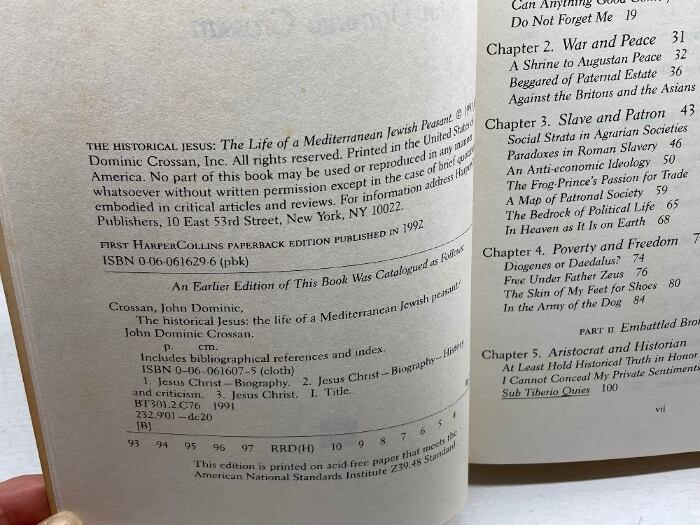 THE HISTORICAL JESUS: The Life of a Mediterranean Jewish Peasant. © 1991
Dominic Crossan, Inc. All rights reserved. Printed in the United States
America. No part of this book may be used or reproduced in any manner
whatsoever without written permission except in the case of brief
embodied in critical articles and reviews. For information address
Publishers, 10 East 53rd Street, New York, NY 10022.
FIRST HARPERCOLLINS PAPERBACK EDITION PUBLISHED IN 1992
ISBN 0-06-061629-6 (pbk)
An Earlier Edition of This Book Was Catalogued as Follows
Crossan, John Dominic,
The historical Jesus: the life of a Mediterranean Jewish peasant/
John Dominic Crossan.
p. cm.
Includes bibliographical references and index.
ISBN 0-06-061607-5 (cloth)
1. Jesus Christ—Biography. 2. Jesus Christ—Biography—History
and criticism. 3. Jesus Christ. I. Title.
BT301.2.C76 1991
232.9'01—dc20
[B]
93 94 95 96 97 RRD(H) 10 9 8 7 6 5 4
This edition is printed on acid-free paper that meets the
American National Standards Institute Z39.48 Standard.
Can Anything Good
Do Not Forget Me 19
Chapter 2. War and Peace 31
A Shrine to Augustan Peace 32
Beggared of Paternal Estate 36
Against the Britons and the Asians
Chapter 3. Slave and Patron 43
Social Strata in Agrarian Societies
Paradoxes in Roman Slavery 46
An Anti-economic Ideology 50
The Frog-Prince's Passion for Trade
A Map of Patronal Society 59
The Bedrock of Political Life 65
In Heaven as It Is on Earth 68
Chapter 4. Poverty and Freedom 7
Diogenes or Daedalus? 74
Free Under Father Zeus 76
The Skin of My Feet for Shoes 80
In the Army of the Dog 84
PART II Embattled
Chapter 5. Aristocrat and Historian
At Least Hold Historical Truth in Honor
I Cannot Conceal My Private Sentiments
Sub Tiberio Quies 100
vii